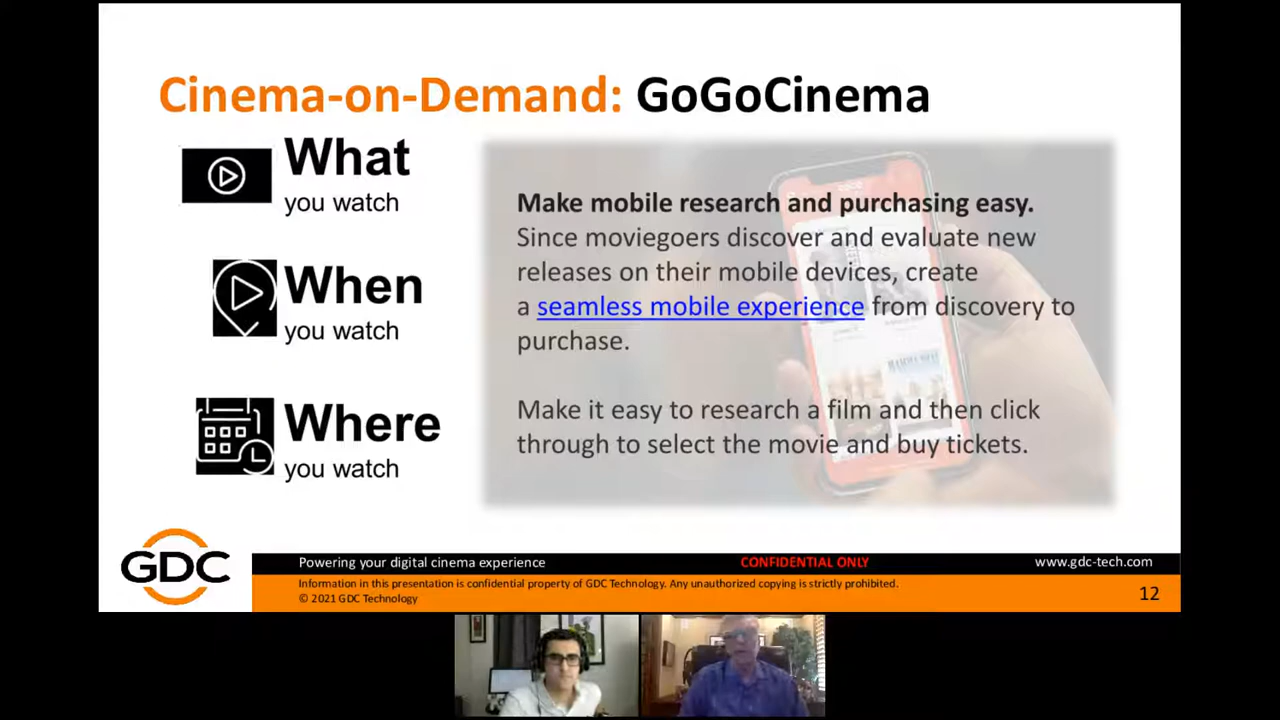 Cinema-on-Demand: GoGoCinema
What
you watch
When
you watch
Where
you watch
Make mobile research and purchasing easy.
Since moviegoers discover and evaluate new
releases on their mobile devices, create
a seamless mobile experience from discovery to
purchase.
Make it easy to research a film and then click
through to select the movie and buy tickets.
GDC
Powering your digital cinema experience
CONFIDENTIAL ONLY
www.gdc-tech.com
Information in this presentation is confidential property of GDC Technology. Any unauthorized copying is strictly prohibited.
© 2021 GDC Technology
12